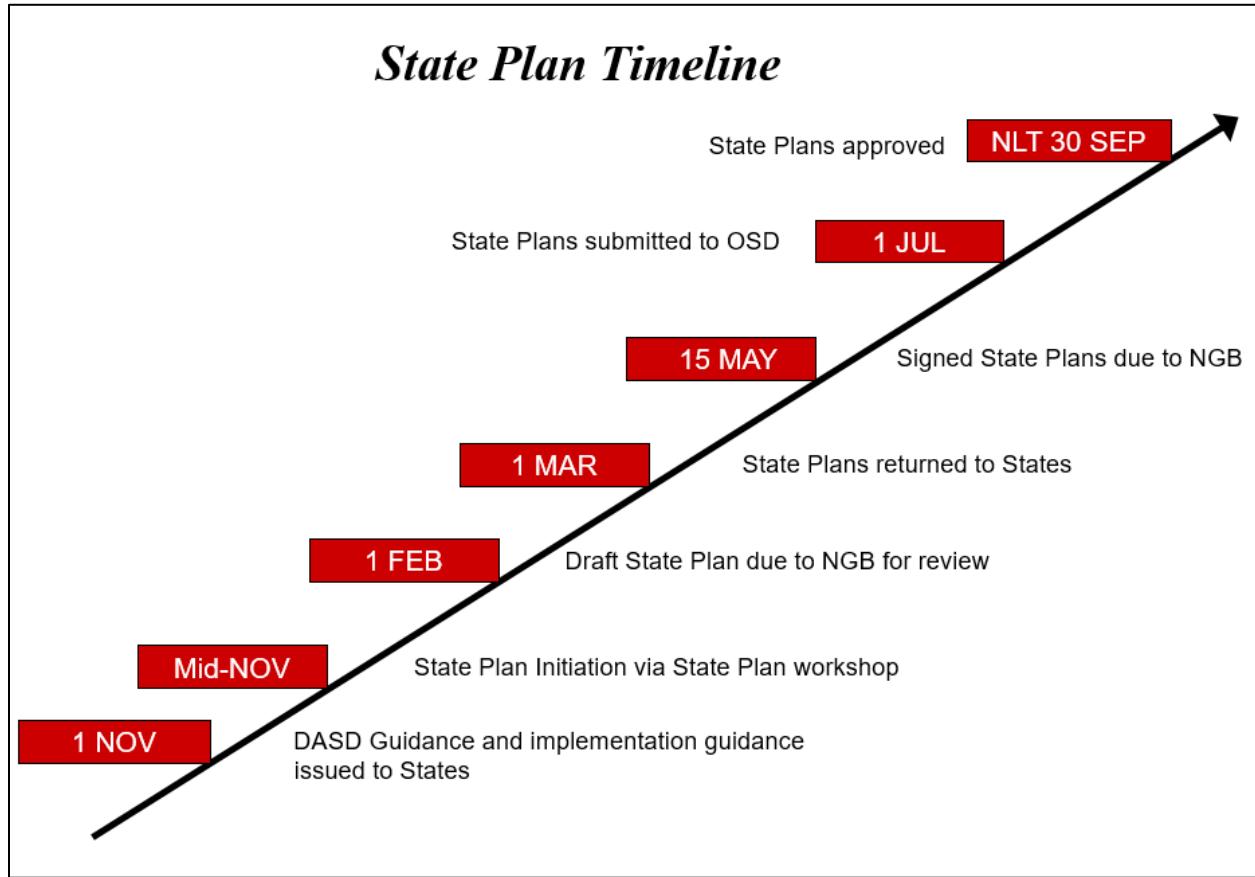 State Plan Timeline
State Plans approved
NLT 30 SEP
State Plans submitted to OSD
1 JUL
15 MAY
Signed State Plans due to NGB
1 MAR
State Plans returned to States
1 FEB
Draft State Plan due to NGB for review
Mid-NOV
State Plan Initiation via State Plan workshop
1 NOV
DASD Guidance and implementation guidance
issued to States